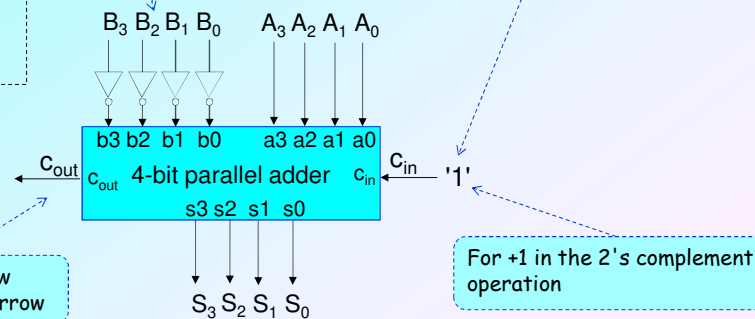 B₃ B₂ B₁ B₀ A₃ A₂ A₁ A₀
b3 b2 b1 b0 a3 a2 a1 a0
cout cout 4-bit parallel adder cin cin '1'
s3 s2 s1 s0
For +1 in the 2's complement
operation
w
rrow
S₃ S₂ S₁ S₀